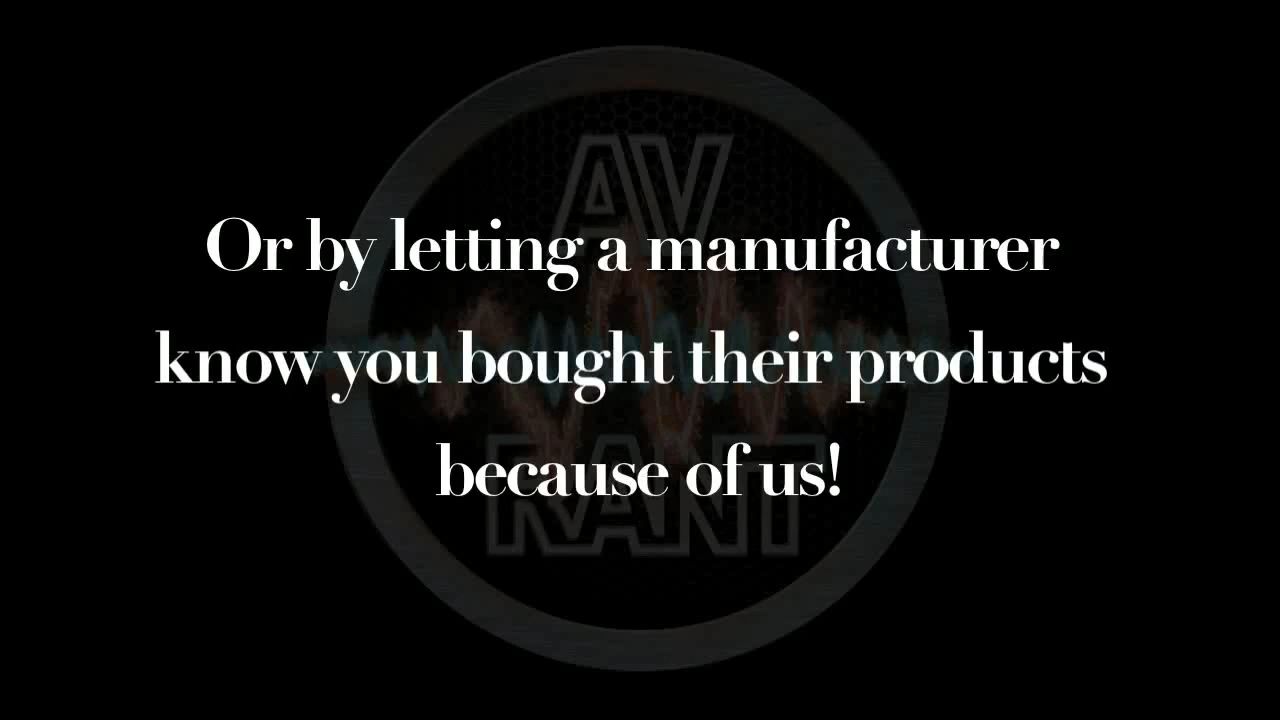 AV
Or by letting a manufacturer
know you bought their products
because of us!
RANT